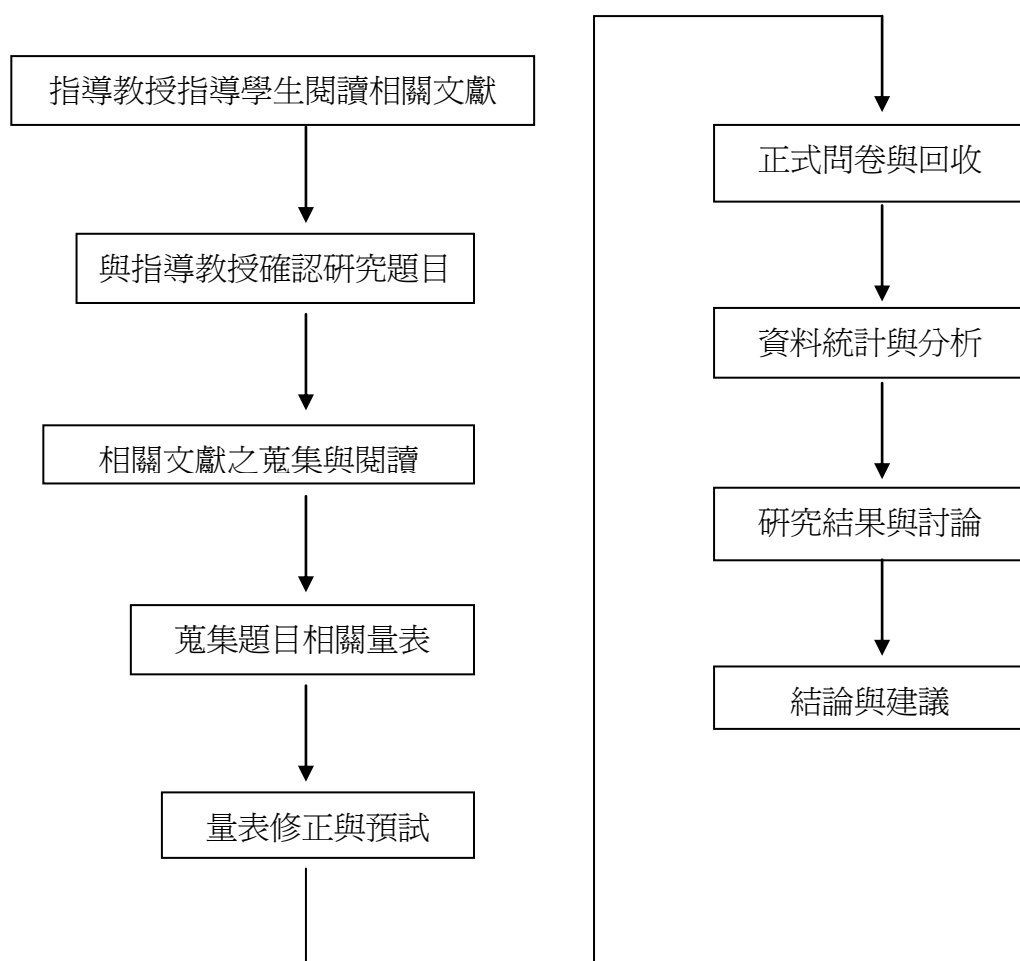 指導教授指導學生閱讀相關文獻
與指導教授確認研究題目
相關文獻之蒐集與閱讀
蒐集題目相關量表
量表修正與預試
正式問卷與回收
資料統計與分析
研究結果與討論
結論與建議